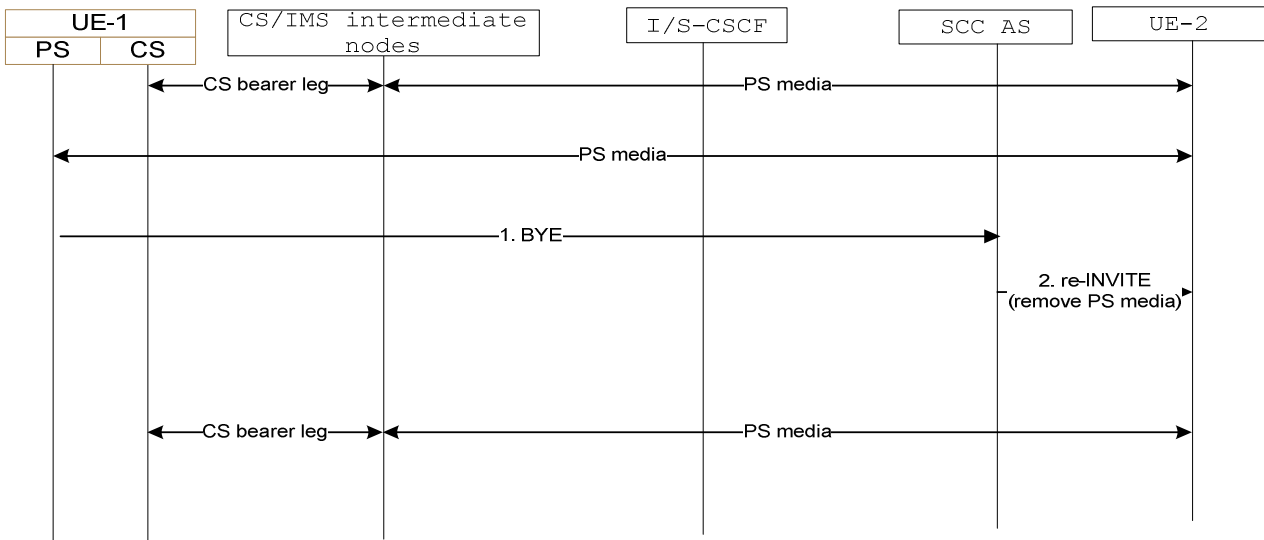 UE-1
PS CS
CS/IMS intermediate
nodes
I/S-CSCF
SCC AS
UE-2
CS bearer leg
PS media
PS media
1. BYE
2. re-INVITE
(remove PS media)
CS bearer leg
PS media